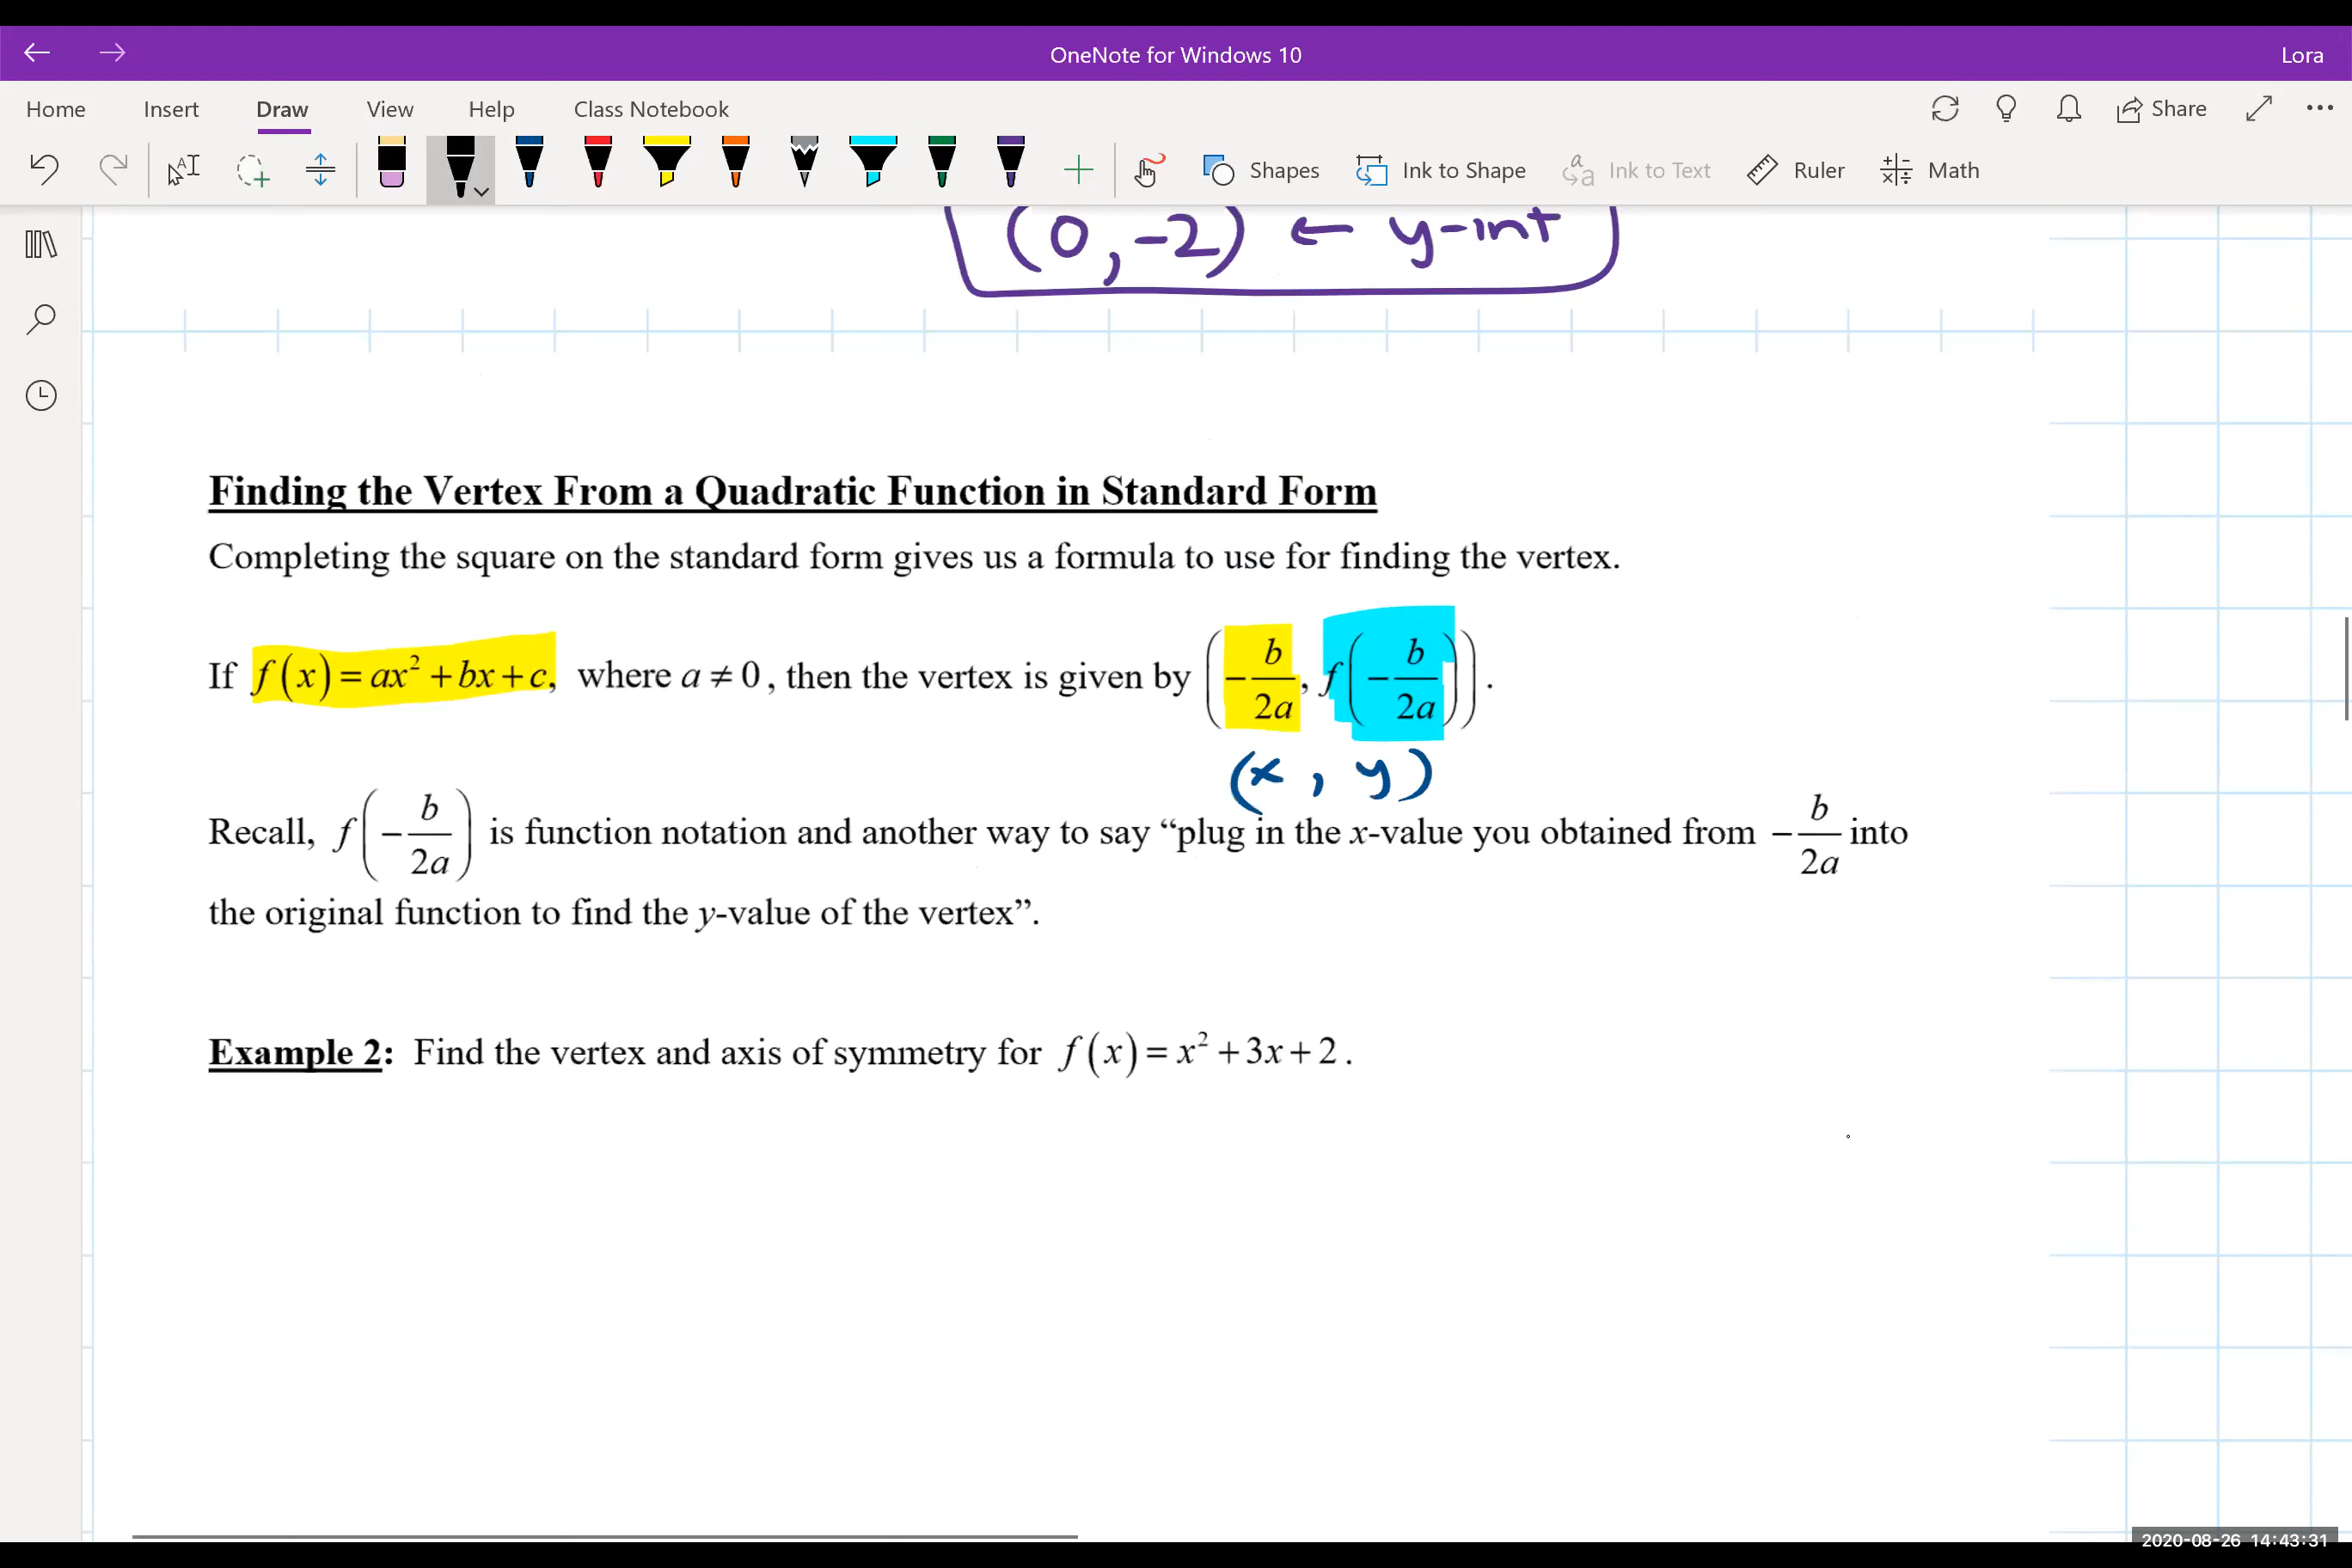 OneNote for Windows 10
Lora
Home Insert Draw View Help Class Notebook Share
Shapes Ink to Shape Ink to Text Ruler Math
(0, -2) ← y-int
Finding the Vertex From a Quadratic Function in Standard Form
Completing the square on the standard form gives us a formula to use for finding the vertex.
If f(x) = ax² + bx + c, where a ≠ 0, then the vertex is given by (-b/2a, f(-b/2a)).
(x, y)
Recall, f(-b/2a) is function notation and another way to say “plug in the x-value you obtained from -b/2a into
the original function to find the y-value of the vertex”.
Example 2: Find the vertex and axis of symmetry for f(x) = x² + 3x + 2.
2020-08-26 14:43:31